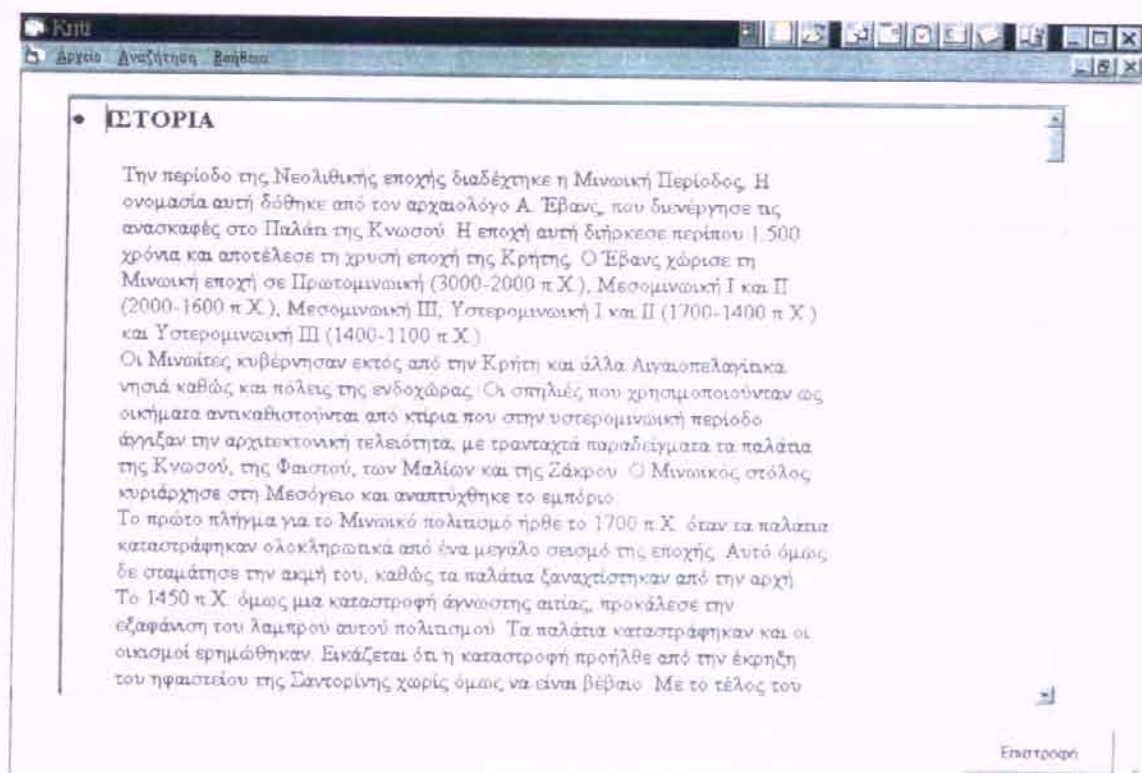 Kriti
Αρχείο Αναζήτηση Βοήθεια
• ΙΣΤΟΡΙΑ
Την περίοδο της Νεολιθικής εποχής διαδέχτηκε η Μινωική Περίοδος. Η
ονομασία αυτή δόθηκε από τον αρχαιολόγο Α. Έβανς, που διενέργησε τις
ανασκαφές στο Παλάτι της Κνωσού. Η εποχή αυτή διήρκεσε περίπου 1.500
χρόνια και αποτέλεσε τη χρυσή εποχή της Κρήτης. Ο Έβανς χώρισε τη
Μινωική εποχή σε Πρωτομινωική (3000-2000 π.Χ.), Μεσομινωική Ι και ΙΙ
(2000-1600 π.Χ.), Μεσομινωική ΙΙΙ, Υστερομινωική Ι και ΙΙ (1700-1400 π.Χ.)
και Υστερομινωική ΙΙΙ (1400-1100 π.Χ.)
Οι Μινωίτες κυβέρνησαν εκτός από την Κρήτη και άλλα Αιγαιοπελαγίτικα
νησιά καθώς και πόλεις της ενδοχώρας. Οι σπηλιές που χρησιμοποιούνταν ως
οικήματα αντικαθιστούνται από κτίρια που στην υστερομινωική περίοδο
άγγιξαν την αρχιτεκτονική τελειότητα, με τρανταχτά παραδείγματα τα παλάτια
της Κνωσού, της Φαιστού, των Μαλίων και της Ζάκρου. Ο Μινωικός στόλος
κυριάρχησε στη Μεσόγειο και αναπτύχθηκε το εμπόριο.
Το πρώτο πλήγμα για το Μινωικό πολιτισμό ήρθε το 1700 π.Χ. όταν τα παλάτια
καταστράφηκαν ολοκληρωτικά από ένα μεγάλο σεισμό της εποχής. Αυτό όμως
δε σταμάτησε την ακμή του, καθώς τα παλάτια ξαναχτίστηκαν από την αρχή.
Το 1450 π.Χ. όμως μια καταστροφή άγνωστης αιτίας, προκάλεσε την
εξαφάνιση του λαμπρού αυτού πολιτισμού. Τα παλάτια καταστράφηκαν και οι
οικισμοί ερημώθηκαν. Εικάζεται ότι η καταστροφή προήλθε από την έκρηξη
του ηφαιστείου της Σαντορίνης χωρίς όμως να είναι βέβαιο. Με το τέλος του
Επιστροφή